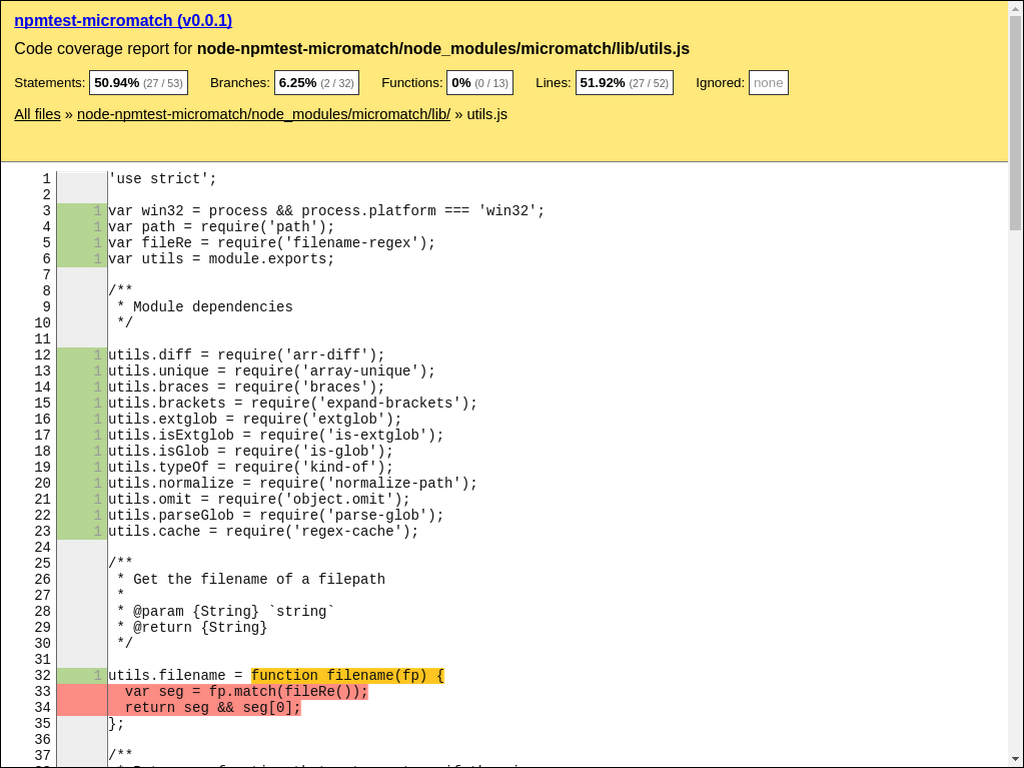 npmtest-micromatch (v0.0.1)
Code coverage report for node-npmtest-micromatch/node_modules/micromatch/lib/utils.js
Statements: 50.94% (27 / 53) Branches: 6.25% (2 / 32) Functions: 0% (0 / 13) Lines: 51.92% (27 / 52) Ignored: none
All files » node-npmtest-micromatch/node_modules/micromatch/lib/ » utils.js
1 'use strict';
2
3 1 var win32 = process && process.platform === 'win32';
4 1 var path = require('path');
5 1 var fileRe = require('filename-regex');
6 1 var utils = module.exports;
7
8 /**
9  * Module dependencies
10  */
11
12 1 utils.diff = require('arr-diff');
13 1 utils.unique = require('array-unique');
14 1 utils.braces = require('braces');
15 1 utils.brackets = require('expand-brackets');
16 1 utils.extglob = require('extglob');
17 1 utils.isExtglob = require('is-extglob');
18 1 utils.isGlob = require('is-glob');
19 1 utils.typeOf = require('kind-of');
20 1 utils.normalize = require('normalize-path');
21 1 utils.omit = require('object.omit');
22 1 utils.parseGlob = require('parse-glob');
23 1 utils.cache = require('regex-cache');
24
25 /**
26  * Get the filename of a filepath
27  *
28  * @param {String} `string`
29  * @return {String}
30  */
31
32 1 utils.filename = function filename(fp) {
33   var seg = fp.match(fileRe());
34   return seg && seg[0];
35 };
36
37 /**